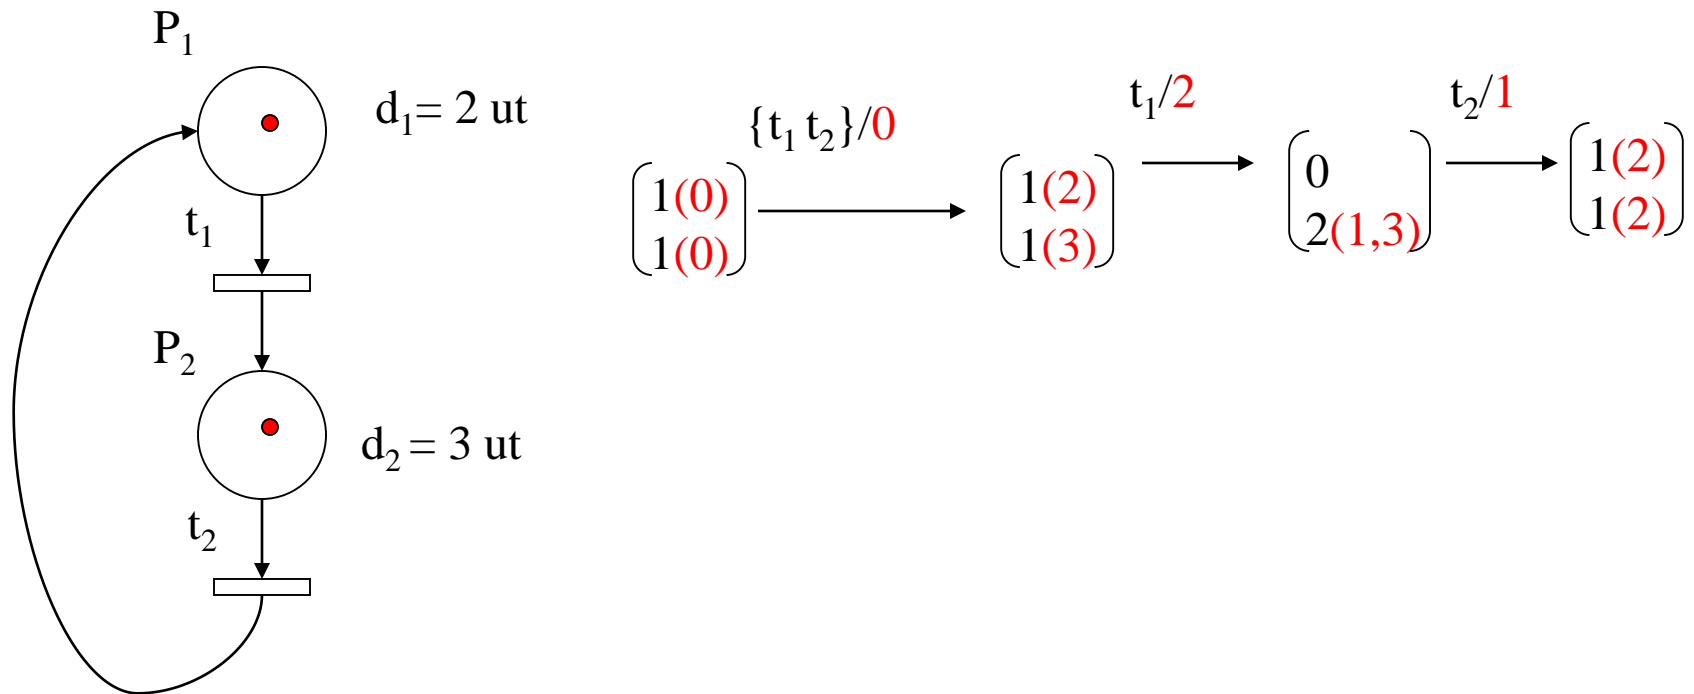 P₁
d₁= 2 ut
t₁
P₂
d₂ = 3 ut
t₂
{t₁ t₂}/0
t₁/2
t₂/1
1(0)
1(0)
1(2)
1(3)
0
2(1,3)
1(2)
1(2)